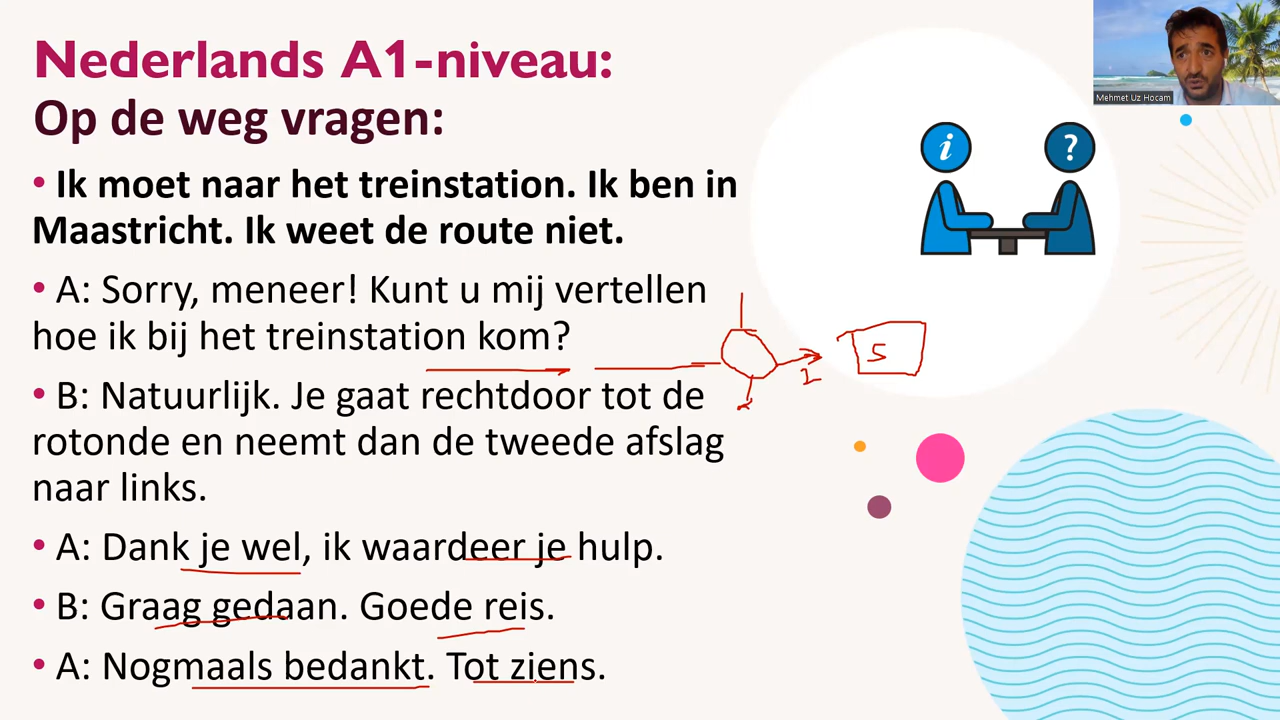 Nederlands A1-niveau:
Op de weg vragen:
• Ik moet naar het treinstation. Ik ben in
Maastricht. Ik weet de route niet.
• A: Sorry, meneer! Kunt u mij vertellen
hoe ik bij het treinstation kom?
• B: Natuurlijk. Je gaat rechtdoor tot de
rotonde en neemt dan de tweede afslag
naar links.
• A: Dank je wel, ik waardeer je hulp.
• B: Graag gedaan. Goede reis.
• A: Nogmaals bedankt. Tot ziens.
i
?
Mehmet Uz Hocam